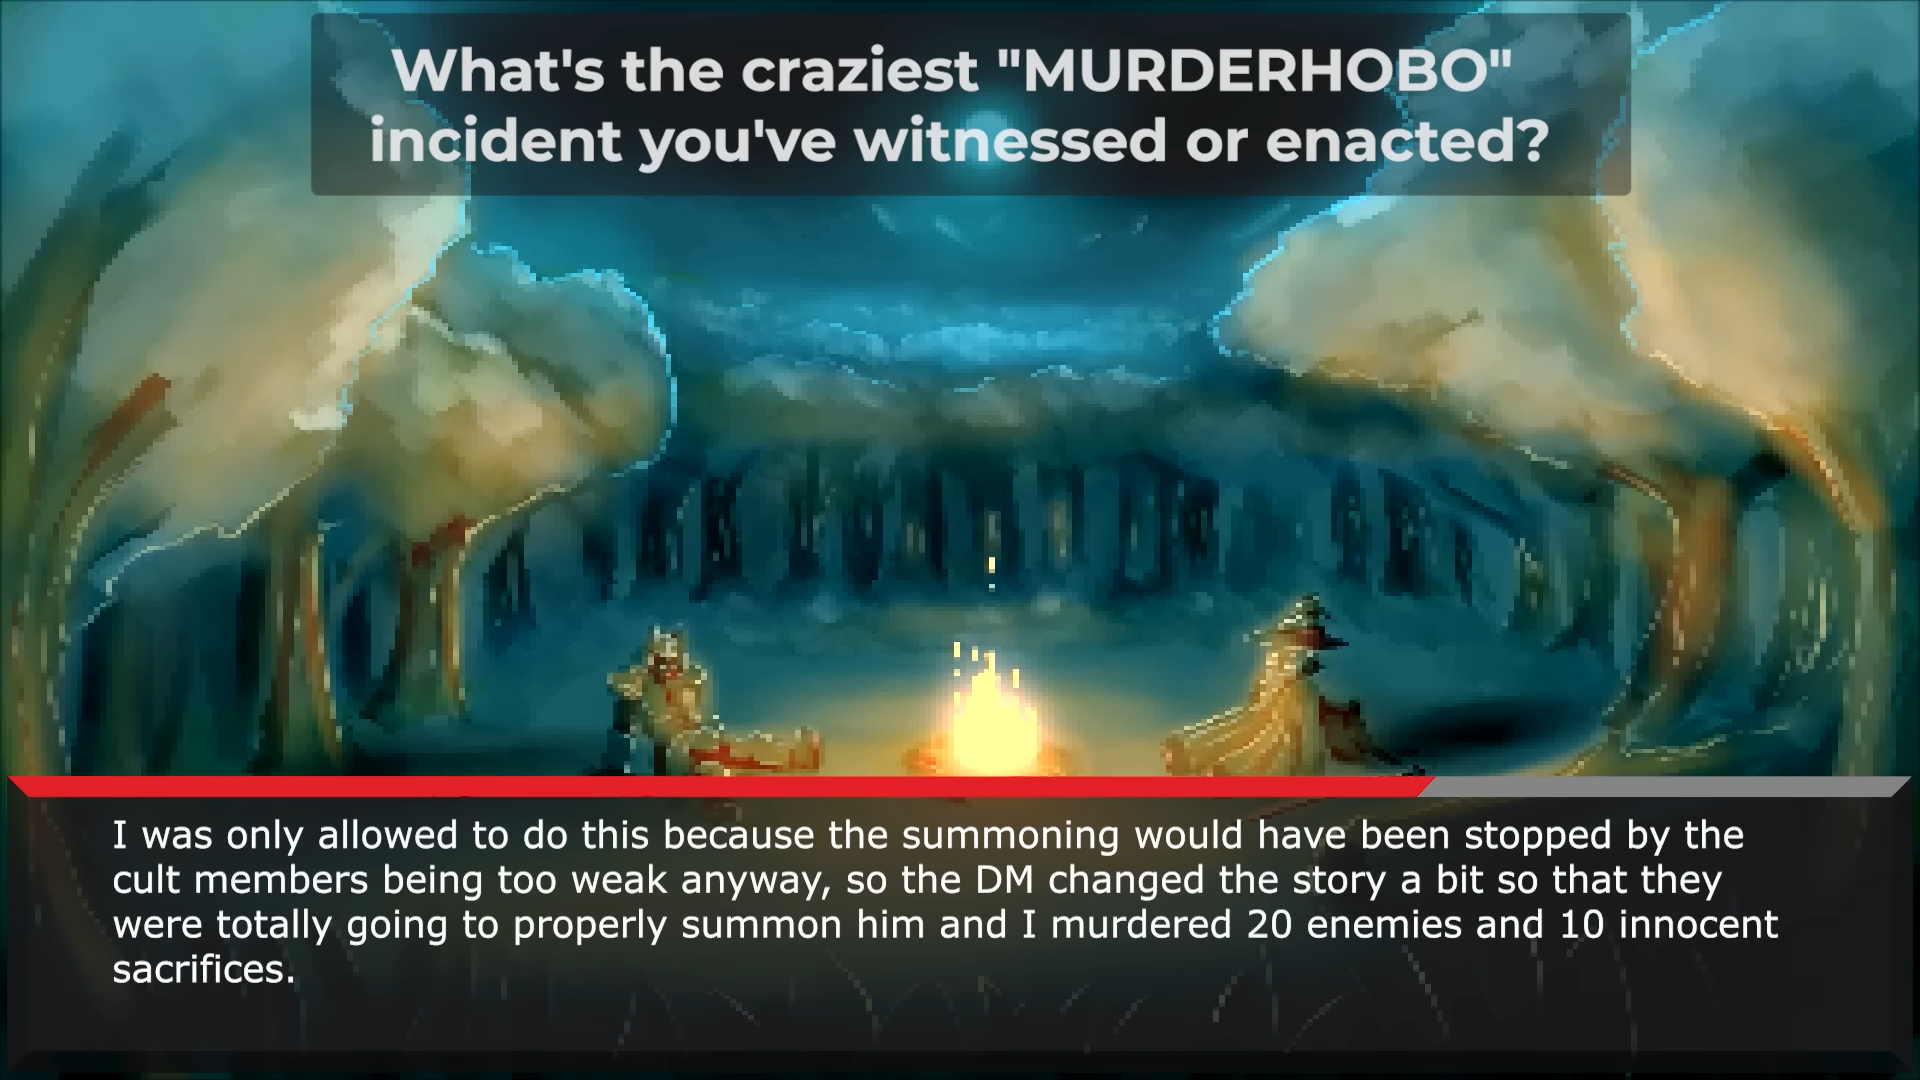 What's the craziest "MURDERHOBO"
incident you've witnessed or enacted?
I was only allowed to do this because the summoning would have been stopped by the
cult members being too weak anyway, so the DM changed the story a bit so that they
were totally going to properly summon him and I murdered 20 enemies and 10 innocent
sacrifices.